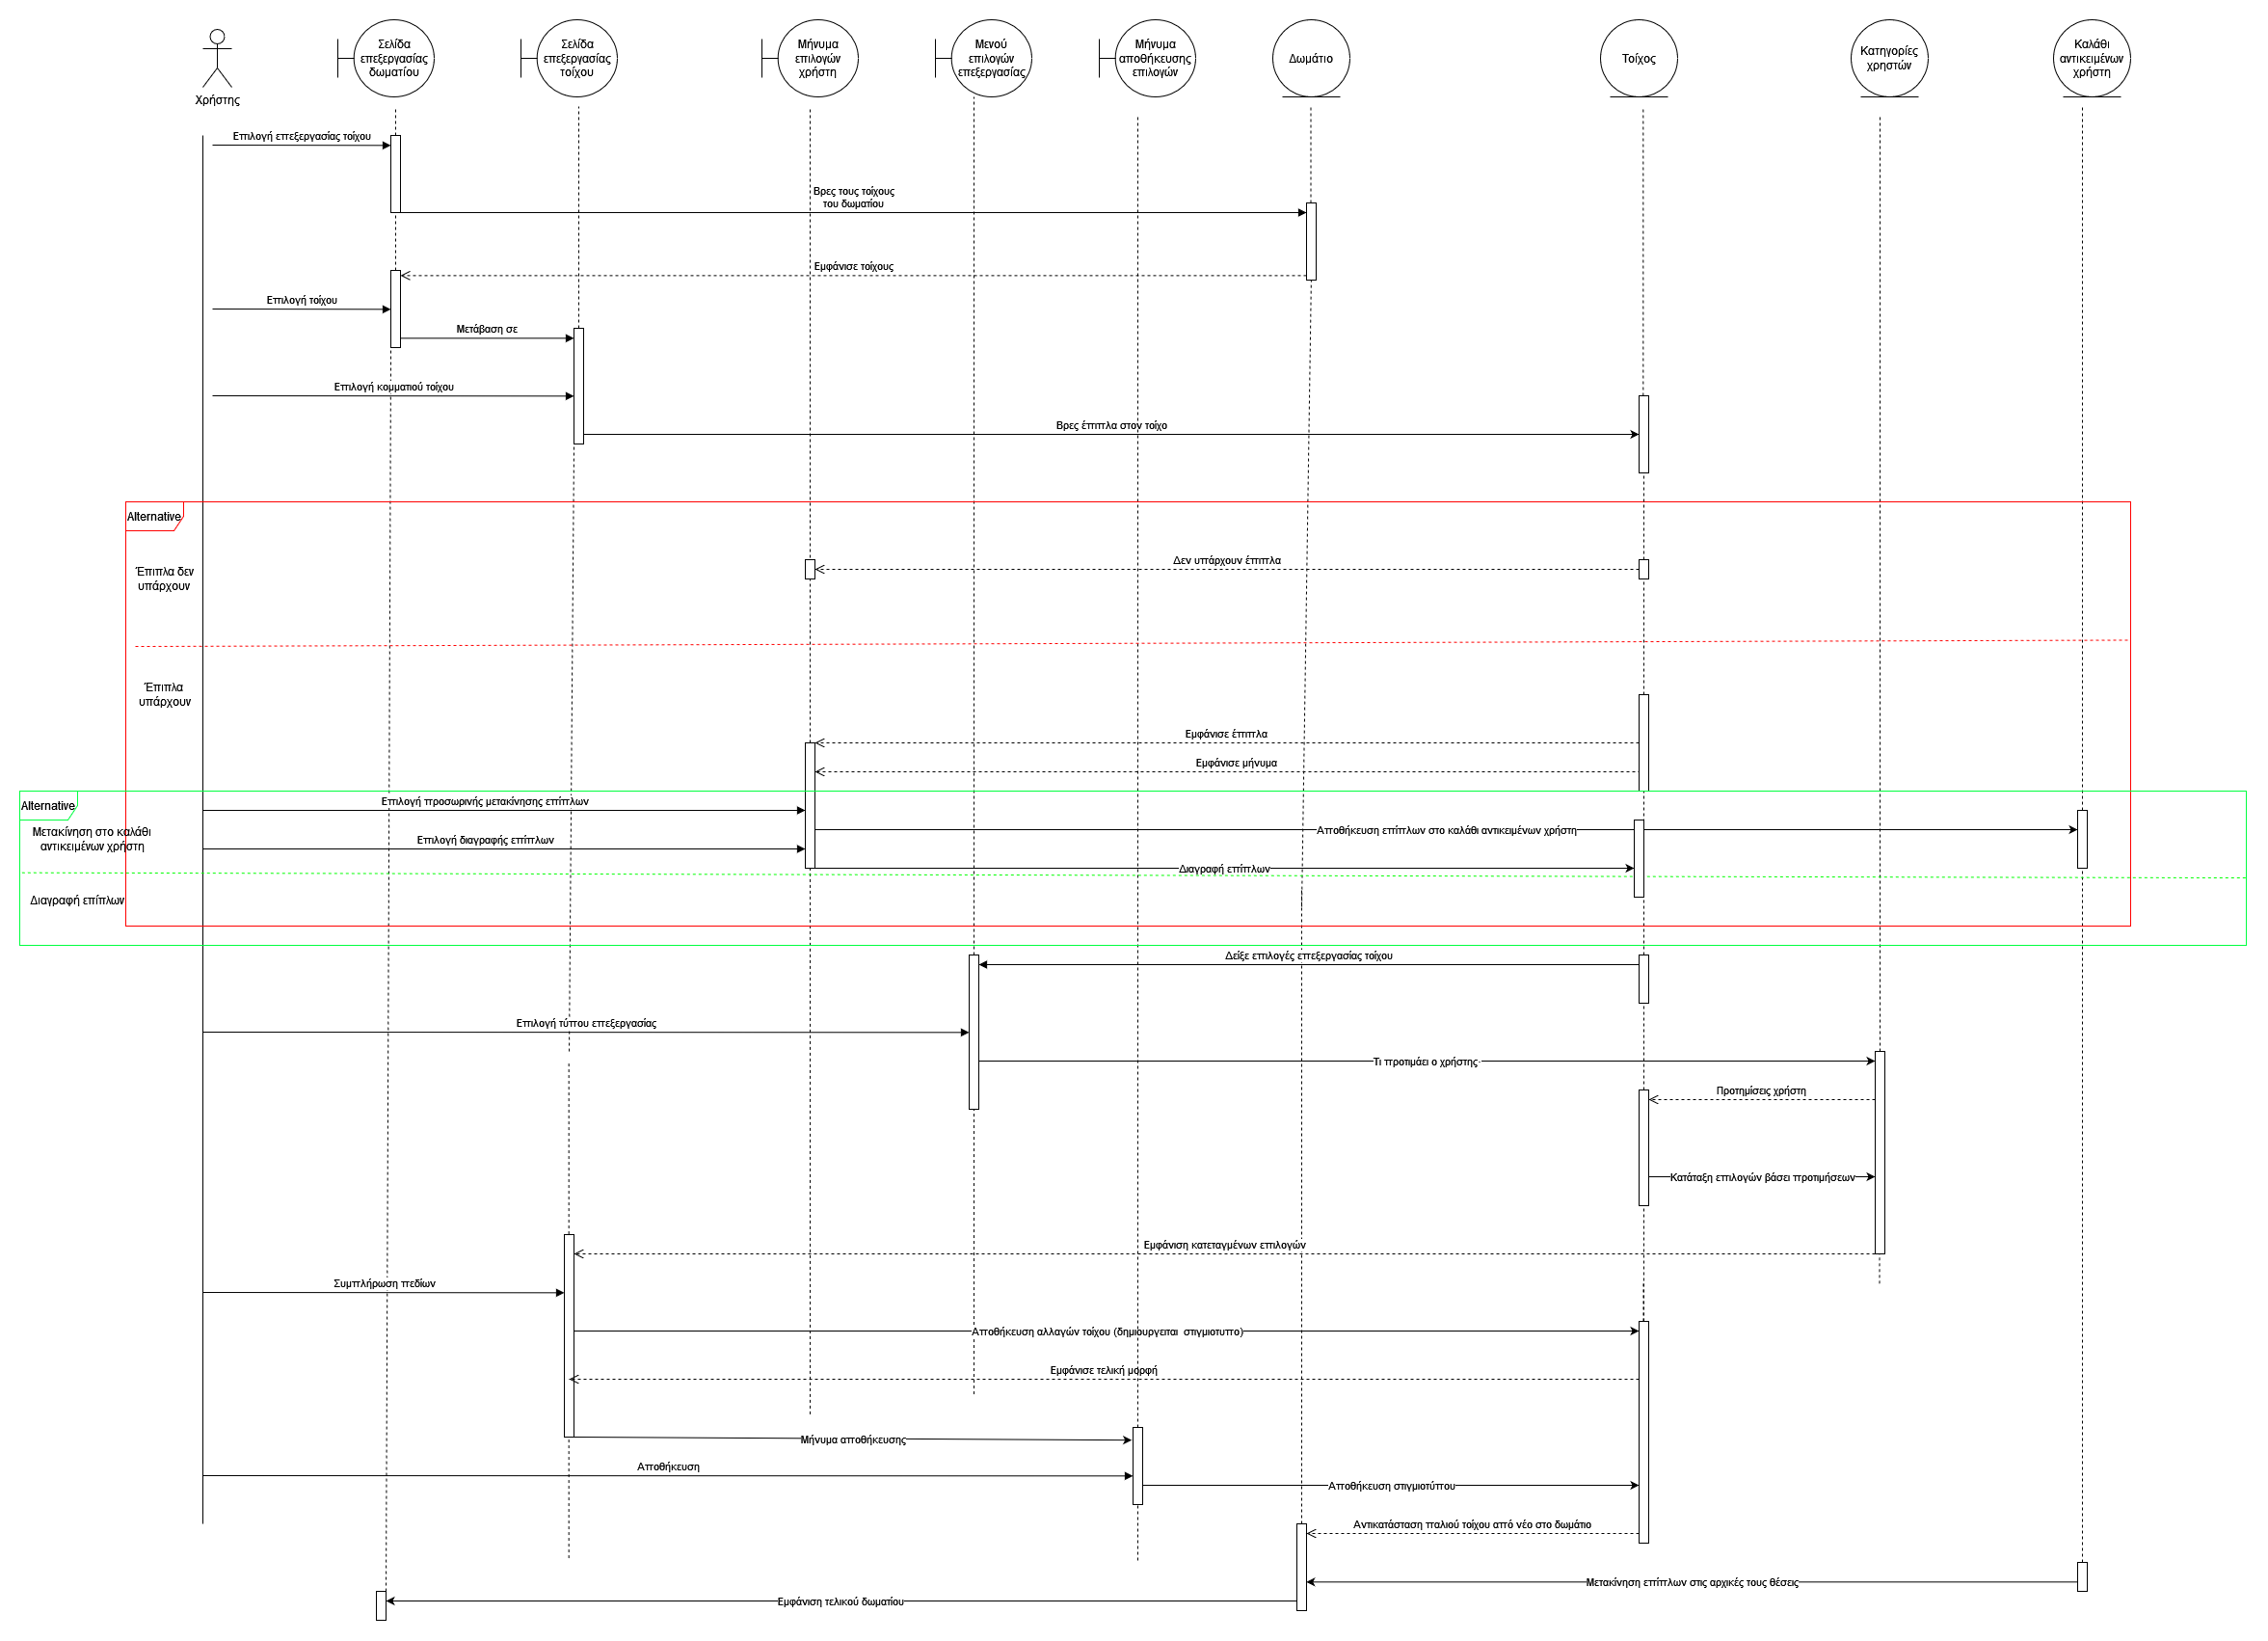 Χρήστης
Σελίδα
επεξεργασίας
δωματίου
Σελίδα
επεξεργασίας
τοίχου
Μήνυμα
επιλογών
χρήστη
Μενού
επιλογών
επεξεργασίας
Μήνυμα
αποθήκευσης
επιλογών
Δωμάτιο
Τοίχος
Κατηγορίες
χρηστών
Καλάθι
αντικειμένων
χρήστη
Επιλογή επεξεργασίας τοίχου
Βρες τους τοίχους
του δωματίου
Εμφάνισε τοίχους
Επιλογή τοίχου
Μετάβαση σε
Επιλογή κομματιού τοίχου
Βρες έπιπλα στον τοίχο
Alternative
Δεν υπάρχουν έπιπλα
Έπιπλα δεν
υπάρχουν
Έπιπλα
υπάρχουν
Εμφάνισε έπιπλα
Εμφάνισε μήνυμα
Alternative
Επιλογή προσωρινής μετακίνησης επίπλων
Μετακίνηση στο καλάθι
αντικειμένων χρήστη
Αποθήκευση επίπλων στο καλάθι αντικειμένων χρήστη
Επιλογή διαγραφής επίπλων
Διαγραφή επίπλων
Διαγραφή επίπλων
Δείξε επιλογές επεξεργασίας τοίχου
Επιλογή τύπου επεξεργασίας
Τι προτιμάει ο χρήστης
Προτημίσεις χρήστη
Κατάταξη επιλογών βάσει προτιμήσεων
Εμφάνιση κατεταγμένων επιλογών
Συμπλήρωση πεδίων
Αποθήκευση αλλαγών τοίχου (δημιουργειται στιγμιοτυπο)
Εμφάνισε τελική μορφή
Μήνυμα αποθήκευσης
Αποθήκευση
Αποθήκευση στιγμιοτύπου
Αντικατάσταση παλιού τοίχου από νέο στο δωμάτιο
Μετακίνηση επίπλων στις αρχικές τους θέσεις
Εμφάνιση τελικού δωματίου